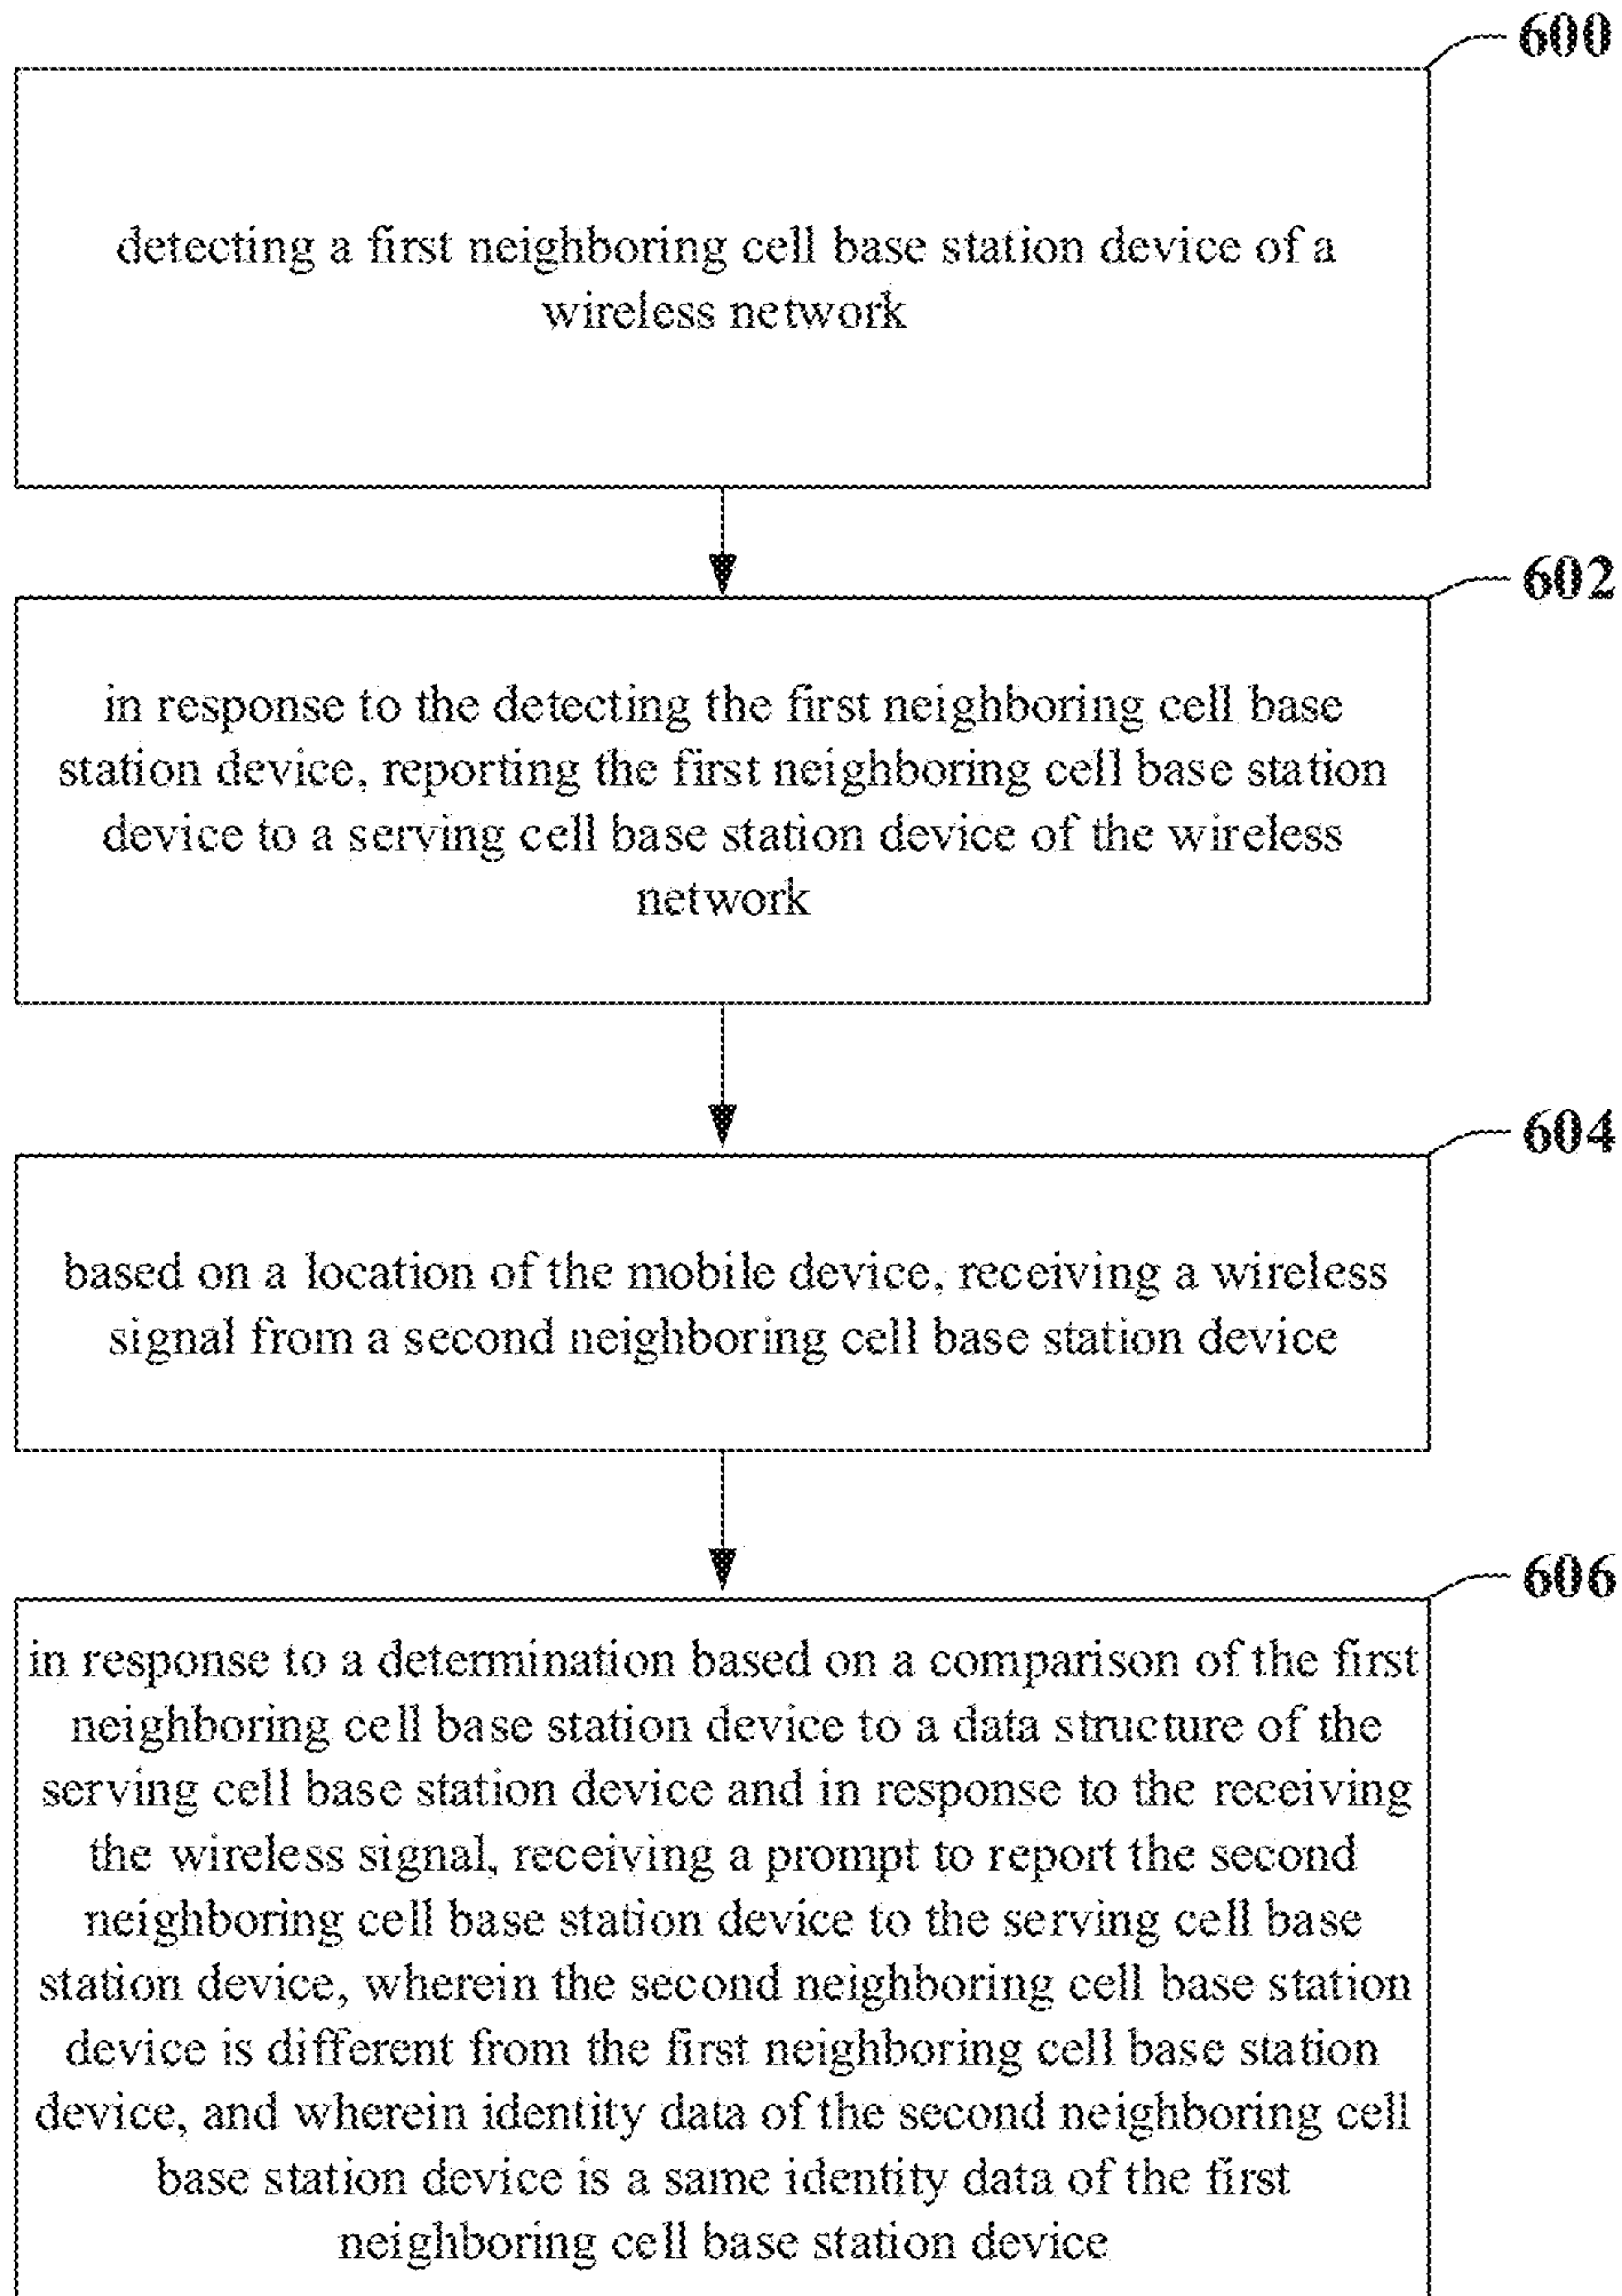 600
detecting a first neighboring cell base station device of a
wireless network
602
in response to the detecting the first neighboring cell base
station device, reporting the first neighboring cell base station
device to a serving cell base station device of the wireless
network
604
based on a location of the mobile device, receiving a wireless
signal from a second neighboring cell base station device
606
in response to a determination based on a comparison of the first
neighboring cell base station device to a data structure of the
serving cell base station device and in response to the receiving
the wireless signal, receiving a prompt to report the second
neighboring cell base station device to the serving cell base
station device, wherein the second neighboring cell base station
device is different from the first neighboring cell base station
device, and wherein identity data of the second neighboring cell
base station device is a same identity data of the first
neighboring cell base station device